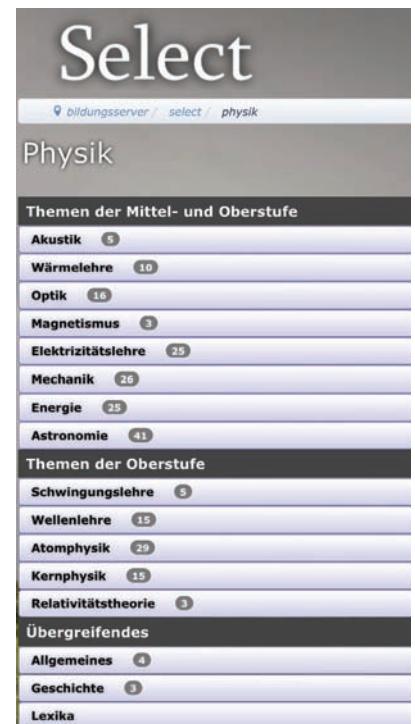 Select
bildungsserver / select / physik
Physik
Themen der Mittel- und Oberstufe
Akustik 5
Wärmelehre 10
Optik 16
Magnetismus 3
Elektrizitätslehre 25
Mechanik 26
Energie 25
Astronomie 41
Themen der Oberstufe
Schwingungslehre 5
Wellenlehre 15
Atomphysik 29
Kernphysik 15
Relativitätstheorie 3
Übergreifendes
Allgemeines 4
Geschichte 3
Lexika